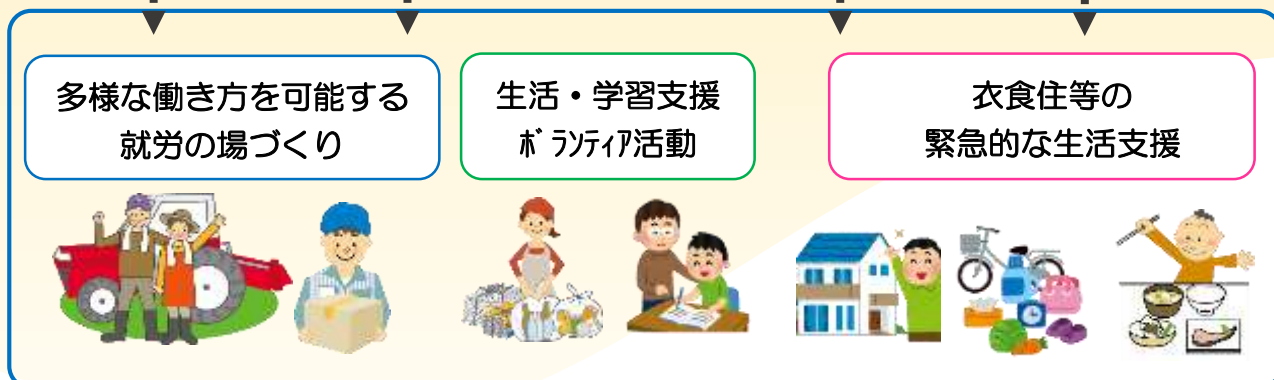 多様な働き方を可能する
就労の場づくり
生活・学習支援
ﾎﾞﾗﾝﾃｨｱ活動
衣食住等の
緊急的な生活支援